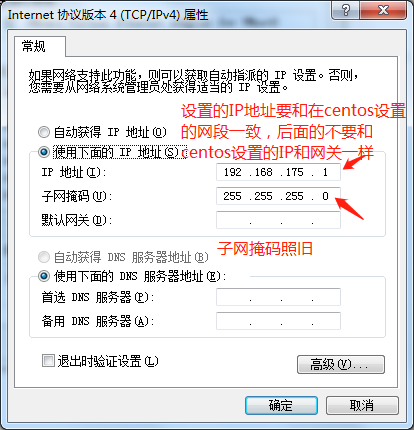 Internet 协议版本 4 (TCP/IPv4) 属性
常规
如果网络支持此功能，则可以获取自动指派的 IP 设置。否则，
您需要从网络系统管理员处获得适当的 IP 设置。
设置的IP地址要和在centos设置
的网段一致，后面的不要和
centos设置的IP和网关一样
自动获得 IP 地址(O)
使用下面的 IP 地址(S):
IP 地址(I): 192 .168 .175 . 1
子网掩码(U): 255 .255 .255 . 0
默认网关(D): . . .
子网掩码照旧
自动获得 DNS 服务器地址(B)
使用下面的 DNS 服务器地址(E):
首选 DNS 服务器(P): . . .
备用 DNS 服务器(A): . . .
退出时验证设置(L)
高级(V)...
确定 取消